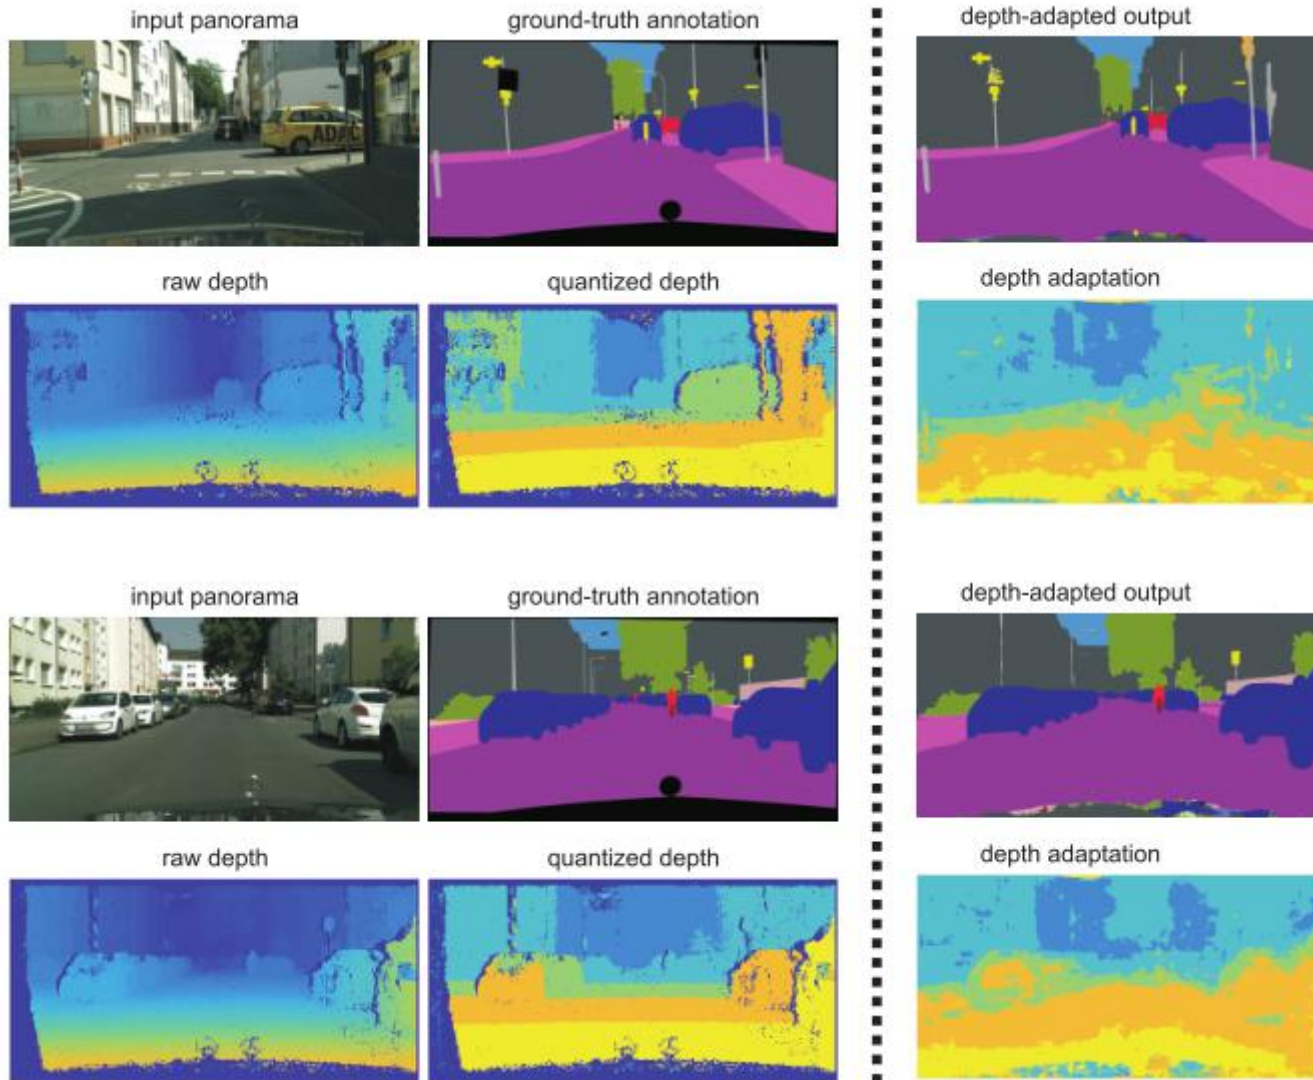 input panorama
ground-truth annotation
depth-adapted output
ADAC
raw depth
quantized depth
depth adaptation
input panorama
ground-truth annotation
depth-adapted output
raw depth
quantized depth
depth adaptation